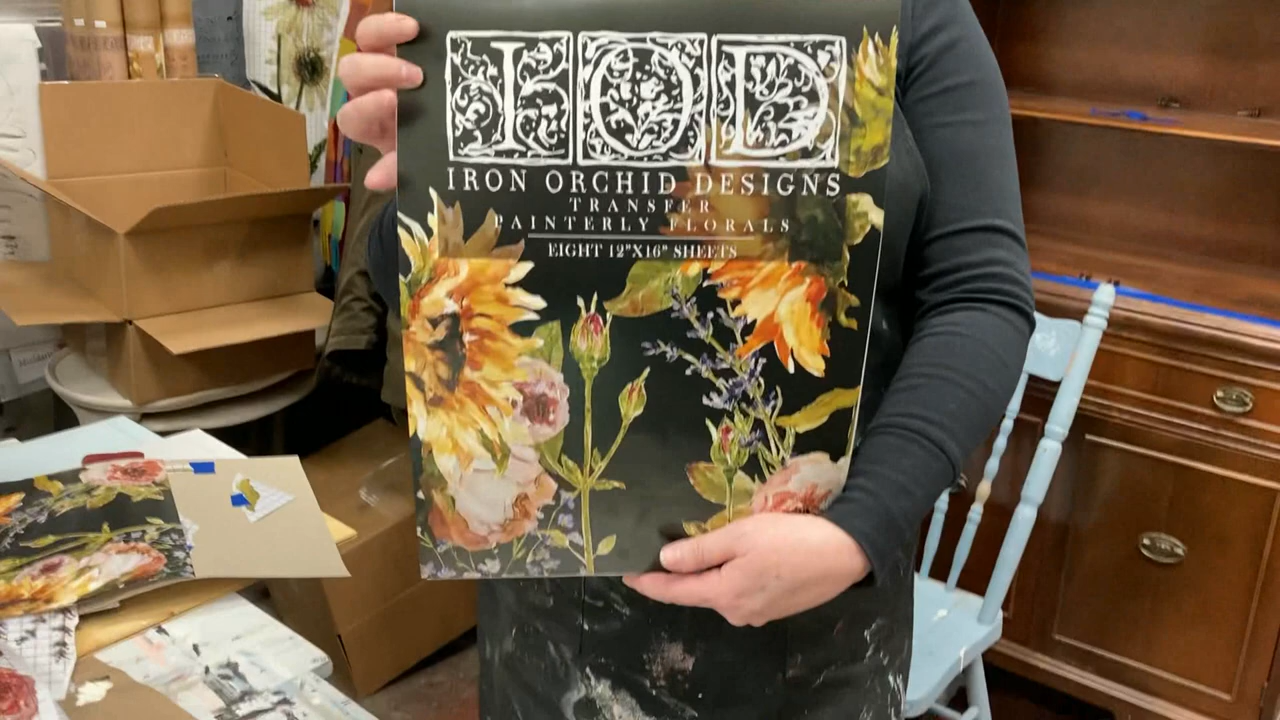 IOD
IRON ORCHID DESIGNS
TRANSFER
PAINTERLY FLORALS
EIGHT 12"X16" SHEETS